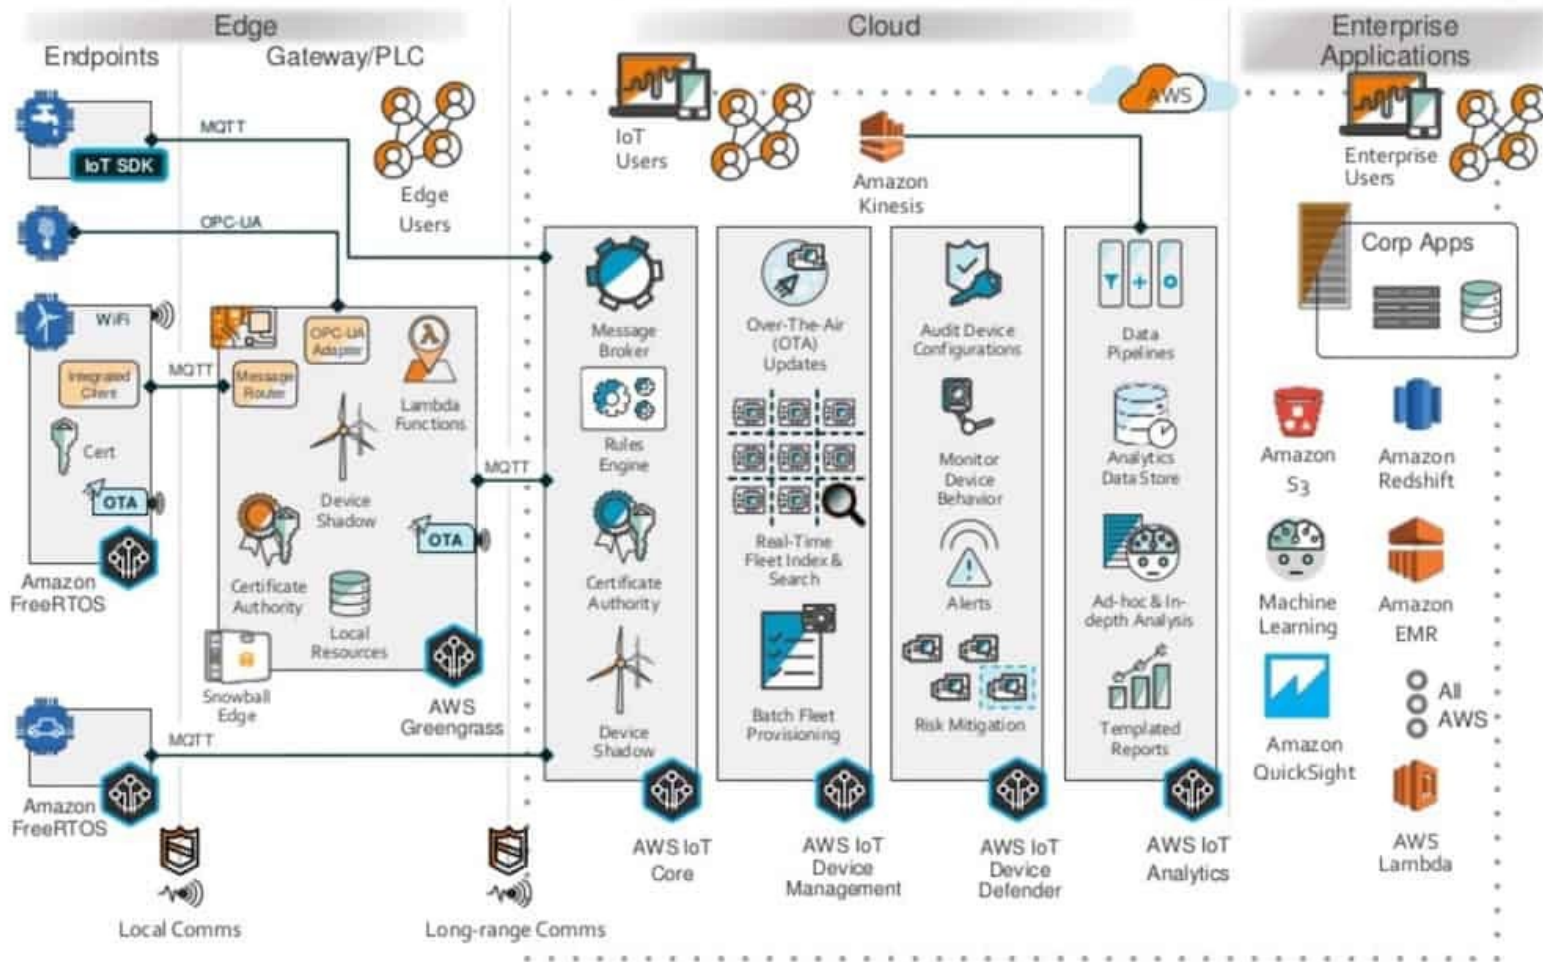 Edge
Cloud
Enterprise
Applications
Endpoints
Gateway/PLC
AWS
MQTT
IoT SDK
OPC-UA
Edge
Users
IoT
Users
Amazon
Kinesis
Enterprise
Users
Corp Apps
WiFi
Integrated
Client
MQTT
Cert
OTA
Amazon
FreeRTOS
OPC-UA
Adapter
Message
Router
λ
Lambda
Functions
Device
Shadow
OTA
Certificate
Authority
Local
Resources
Snowball
Edge
AWS
Greengrass
MQTT
MQTT
Amazon
FreeRTOS
Local Comms
Long-range Comms
Message
Broker
Rules
Engine
Certificate
Authority
Device
Shadow
AWS IoT
Core
Over-The-Air
(OTA)
Updates
Real-Time
Fleet Index &
Search
Batch Fleet
Provisioning
AWS IoT
Device
Management
Audit Device
Configurations
Monitor
Device
Behavior
Alerts
Risk Mitigation
AWS IoT
Device
Defender
Data
Pipelines
Analytics
Data Store
Ad-hoc & In-
depth Analysis
Templated
Reports
AWS IoT
Analytics
Amazon
S3
Amazon
Redshift
Machine
Learning
Amazon
EMR
Amazon
QuickSight
All
AWS
AWS
Lambda